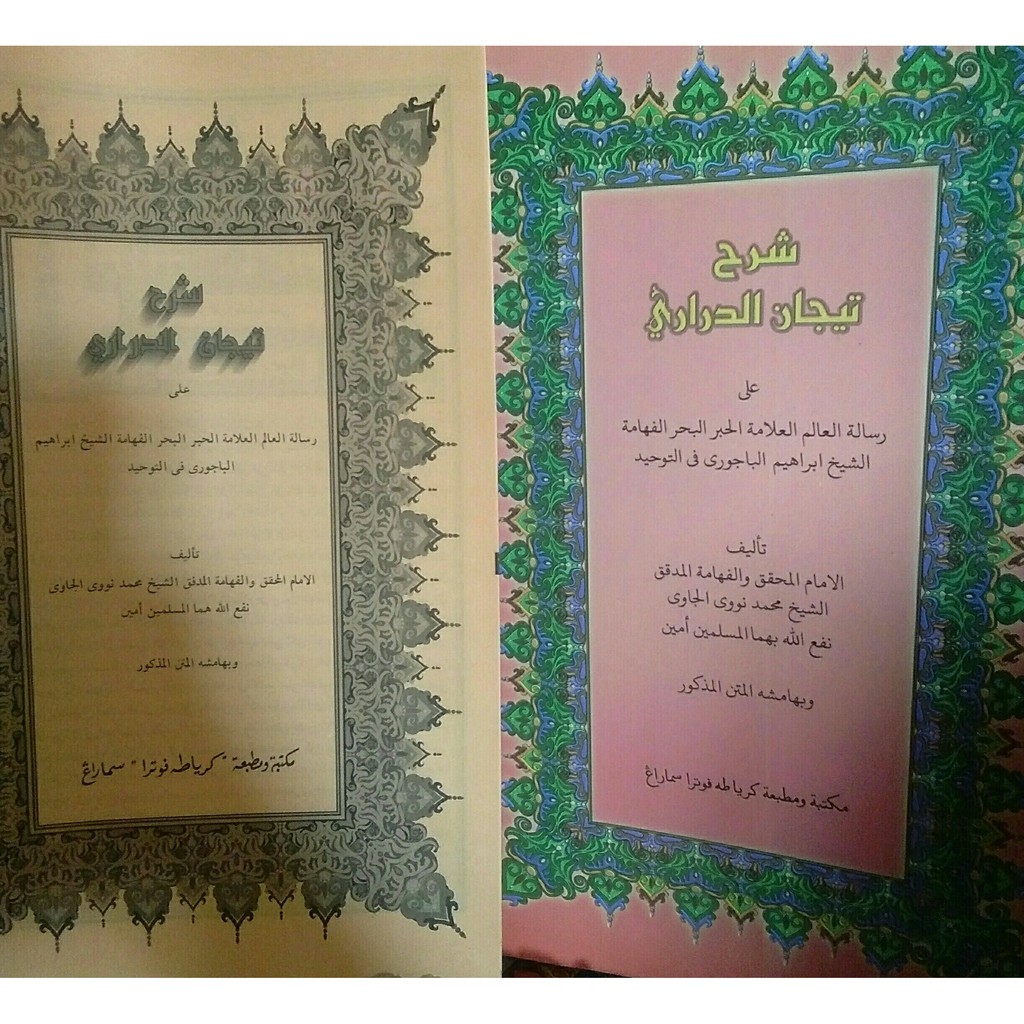 شرح
تيجان الدراري
على
رسالة العالم العلامة الحبر البحر الفهامة
الشيخ ابراهيم الباجورى فى التوحيد
تأليف
الامام المحقق والفهامة المدقق
الشيخ محمد نووى الجاوى
نفع الله بهما المسلمين أمين
وبهامشه المتن المذكور
مكتبة ومطبعة كرياطه فوترا سماراڠ
شرح
تيجان الدراري
على
رسالة العالم العلامة الحبر البحر الفهامة الشيخ ابراهيم
الباجورى فى التوحيد
تأليف
الامام المحقق والفهامة المدقق الشيخ محمد نووى الجاوى
نفع الله هما المسلمين أمين
وبهامشه المتن المذكور
مكتبة ومطبعة "كرياطه فوترا" سماراڠ